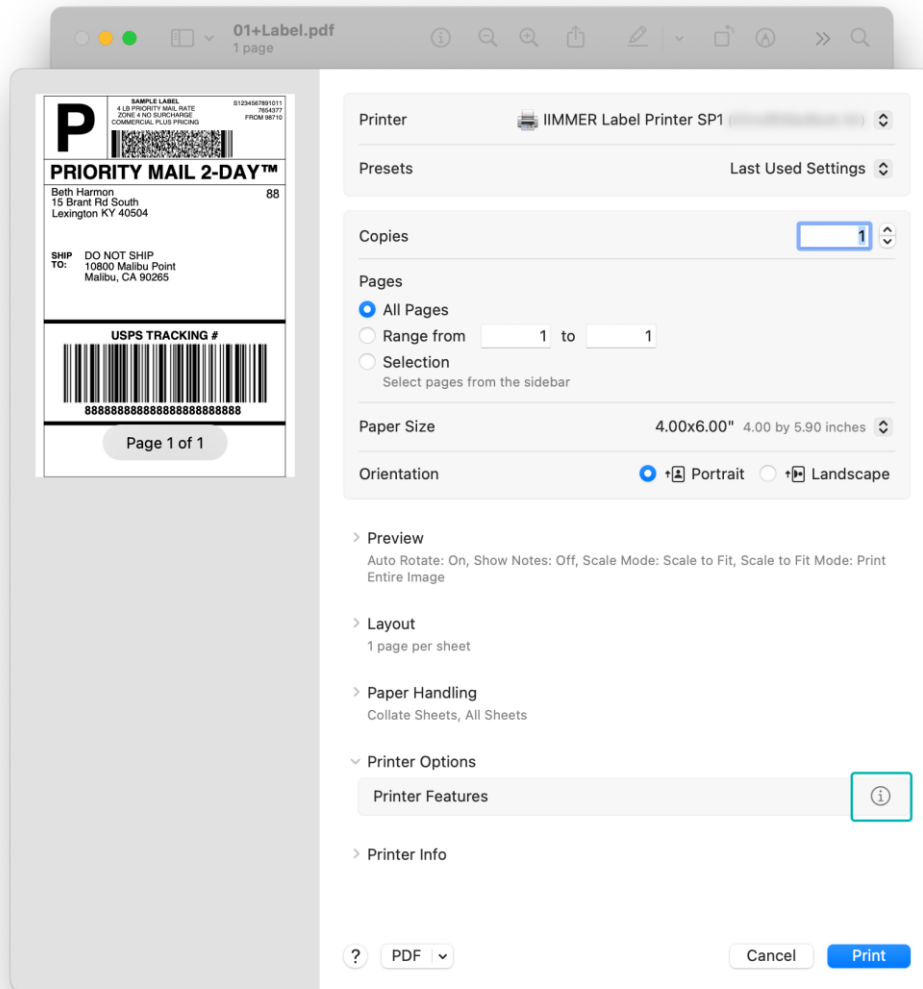 01+Label.pdf
1 page
P
SAMPLE LABEL
4 LB PRIORITY MAIL RATE
ZONE 4 NO SURCHARGE
COMMERCIAL PLUS PRICING
S1234567891011
7654377
FROM 98710
PRIORITY MAIL 2-DAY™
Beth Harmon
15 Brant Rd South
Lexington KY 40504
88
SHIP TO:
DO NOT SHIP
10800 Malibu Point
Malibu, CA 90265
USPS TRACKING #
Page 1 of 1
Printer
IIMMER Label Printer SP1
Presets
Last Used Settings
Copies
1
Pages
All Pages
Range from 1 to 1
Selection
Select pages from the sidebar
Paper Size
4.00x6.00" 4.00 by 5.90 inches
Orientation
Portrait
Landscape
Preview
Auto Rotate: On, Show Notes: Off, Scale Mode: Scale to Fit, Scale to Fit Mode: Print
Entire Image
Layout
1 page per sheet
Paper Handling
Collate Sheets, All Sheets
Printer Options
Printer Features
Printer Info
?
PDF
Cancel
Print